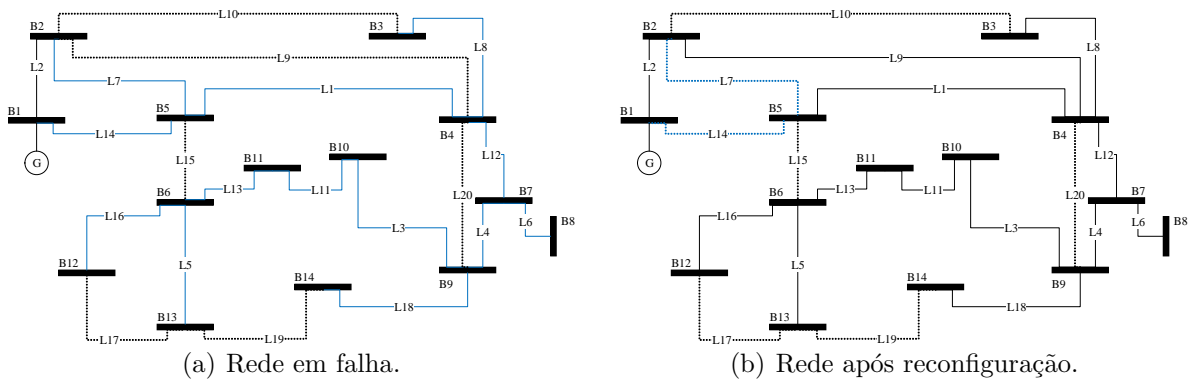 L10
B2
B3
L9
L8
L2
L7
B1
B5
L1
L14
B4
G
L15
B11
B10
L12
B6
L13
L11
L20
B7
L16
L6
B8
L3
L4
B12
L5
B14
B9
L18
B13
L17
L19
(a) Rede em falha.
L10
B2
B3
L9
L8
L2
L7
B1
B5
L1
L14
B4
G
L15
B11
B10
L12
B6
L13
L11
L20
B7
L16
L6
B8
L3
L4
B12
L5
B14
B9
L18
B13
L17
L19
(b) Rede após reconfiguração.